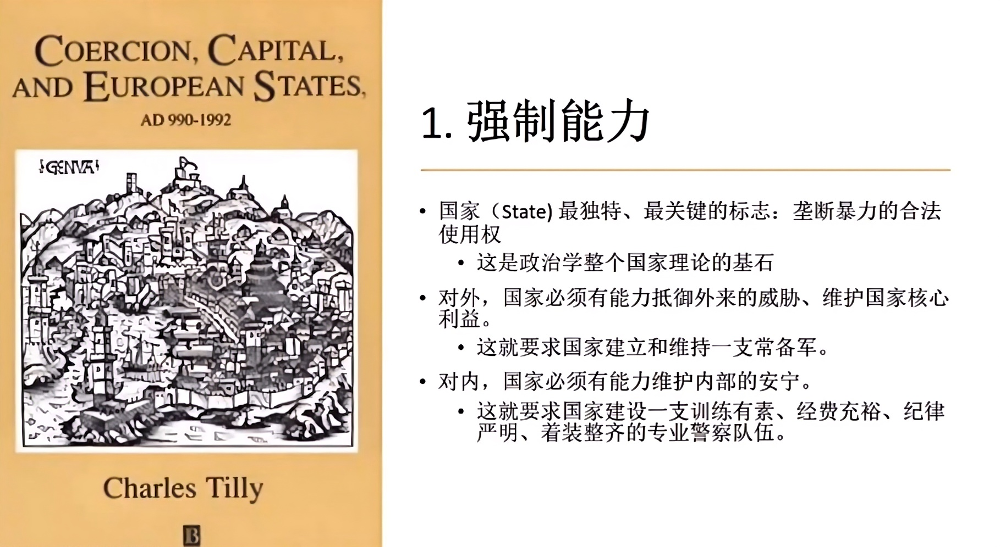 COERCION, CAPITAL,
AND EUROPEAN STATES,
AD 990-1992
GENVA
Charles Tilly
B
1. 强制能力
• 国家（State) 最独特、最关键的标志：垄断暴力的合法
使用权
• 这是政治学整个国家理论的基石
• 对外，国家必须有能力抵御外来的威胁、维护国家核心
利益。
• 这就要求国家建立和维持一支常备军。
• 对内，国家必须有能力维护内部的安宁。
• 这就要求国家建设一支训练有素、经费充裕、纪律
严明、着装整齐的专业警察队伍。